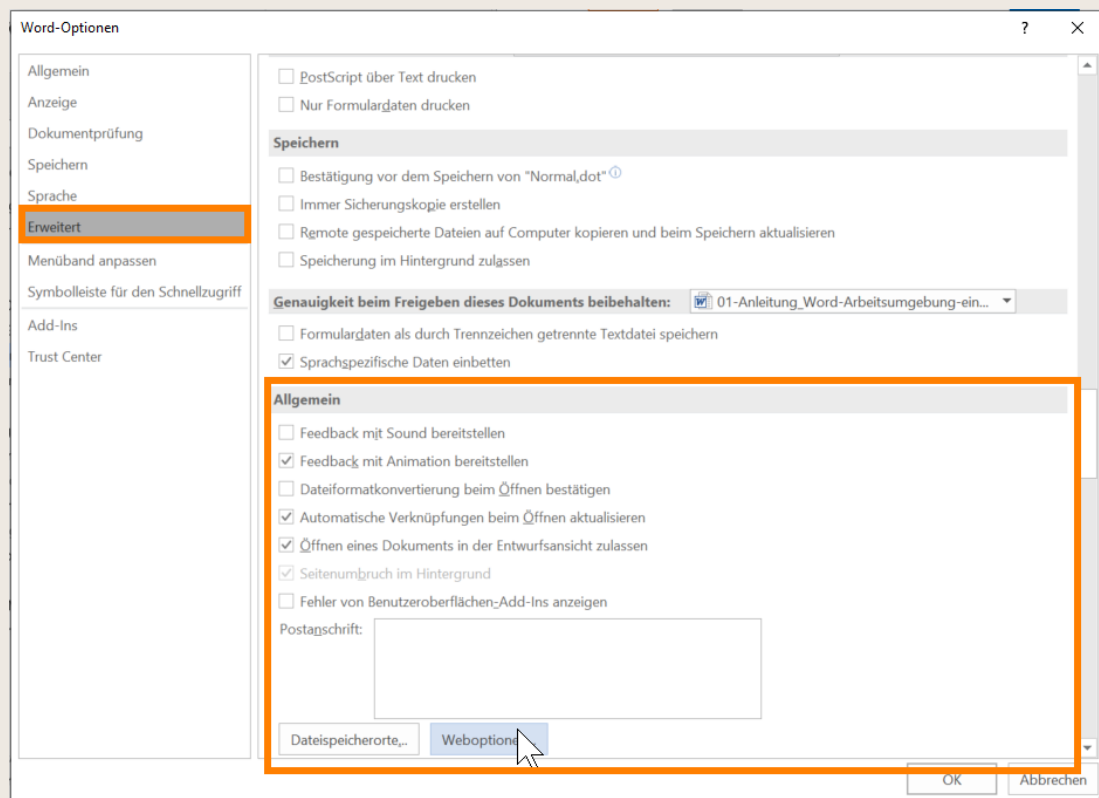 Word-Optionen
?
Allgemein
Anzeige
Dokumentprüfung
Speichern
Sprache
Erweitert
Menüband anpassen
Symbolleiste für den Schnellzugriff
Add-Ins
Trust Center
PostScript über Text drucken
Nur Formulardaten drucken
Speichern
Bestätigung vor dem Speichern von "Normal,dot"
Immer Sicherungskopie erstellen
Remote gespeicherte Dateien auf Computer kopieren und beim Speichern aktualisieren
Speicherung im Hintergrund zulassen
Genauigkeit beim Freigeben dieses Dokuments beibehalten: 01-Anleitung_Word-Arbeitsumgebung-ein...
Formulardaten als durch Trennzeichen getrennte Textdatei speichern
Sprachspezifische Daten einbetten
Allgemein
Feedback mit Sound bereitstellen
Feedback mit Animation bereitstellen
Dateiformatkonvertierung beim Öffnen bestätigen
Automatische Verknüpfungen beim Öffnen aktualisieren
Öffnen eines Dokuments in der Entwurfsansicht zulassen
Seitenumbruch im Hintergrund
Fehler von Benutzeroberflächen-Add-Ins anzeigen
Postanschrift:
Dateispeicherorte,.. 
OK Abbrechen